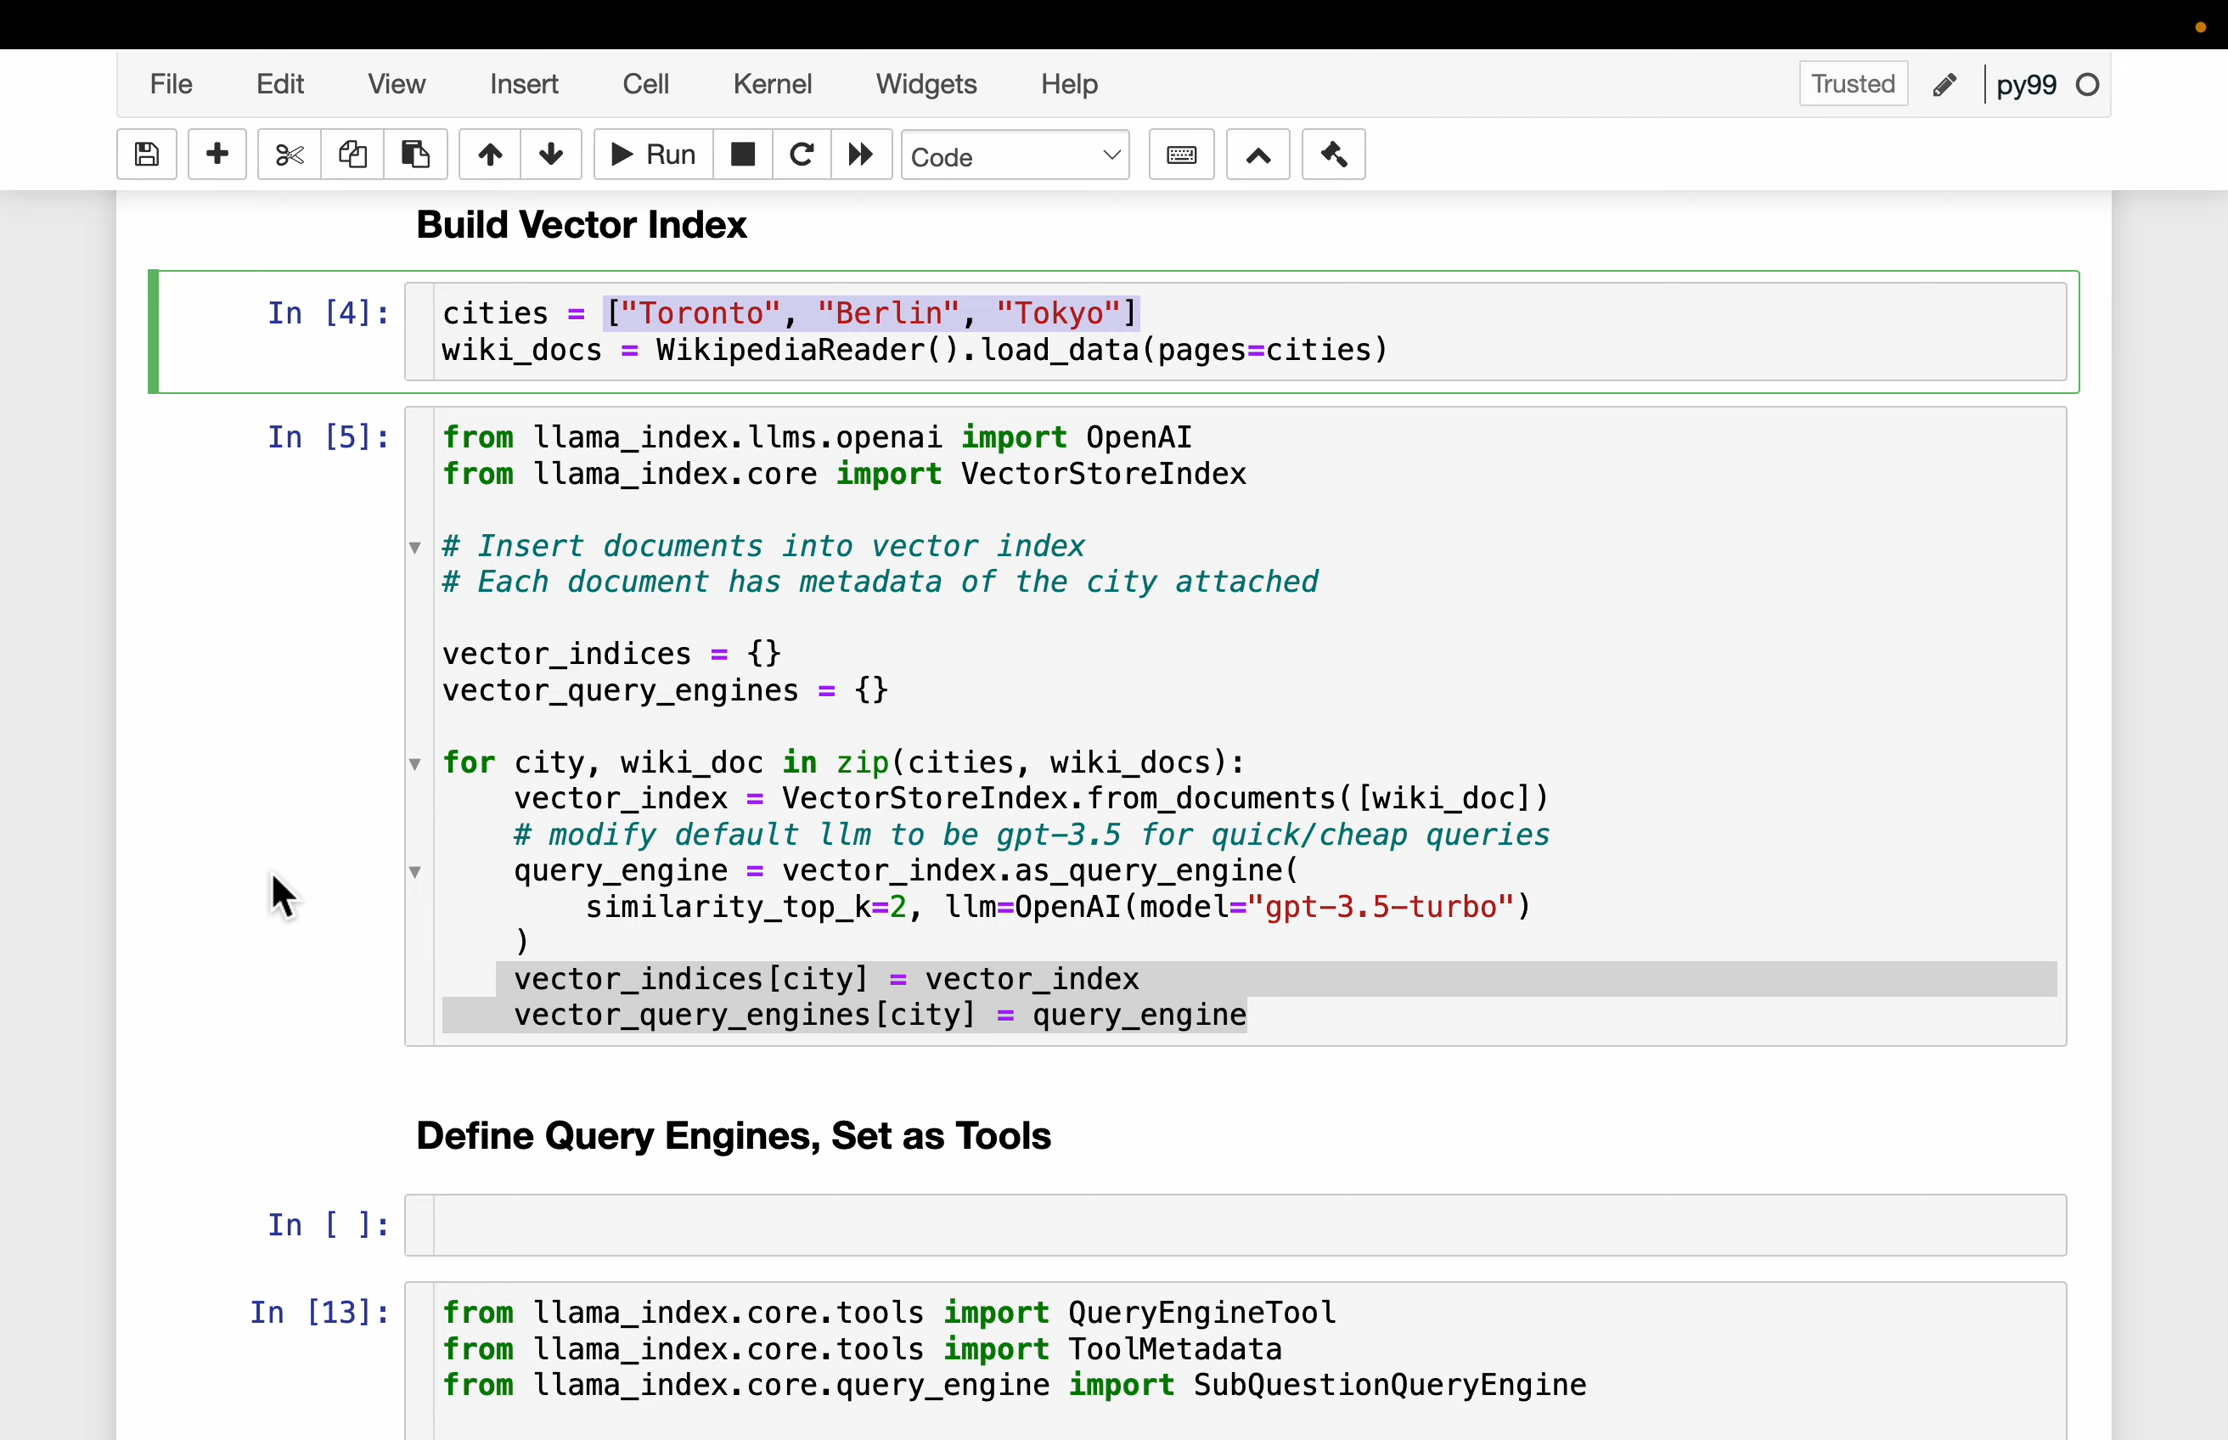 File Edit View Insert Cell Kernel Widgets Help Trusted py99
Run Code
Build Vector Index
In [4]: cities = ["Toronto", "Berlin", "Tokyo"]
wiki_docs = WikipediaReader().load_data(pages=cities)
In [5]: from llama_index.llms.openai import OpenAI
from llama_index.core import VectorStoreIndex
# Insert documents into vector index
# Each document has metadata of the city attached
vector_indices = {}
vector_query_engines = {}
for city, wiki_doc in zip(cities, wiki_docs):
    vector_index = VectorStoreIndex.from_documents([wiki_doc])
    # modify default llm to be gpt-3.5 for quick/cheap queries
    query_engine = vector_index.as_query_engine(
        similarity_top_k=2, llm=OpenAI(model="gpt-3.5-turbo")
    )
    vector_indices[city] = vector_index
    vector_query_engines[city] = query_engine
Define Query Engines, Set as Tools
In [ ]:
In [13]: from llama_index.core.tools import QueryEngineTool
from llama_index.core.tools import ToolMetadata
from llama_index.core.query_engine import SubQuestionQueryEngine